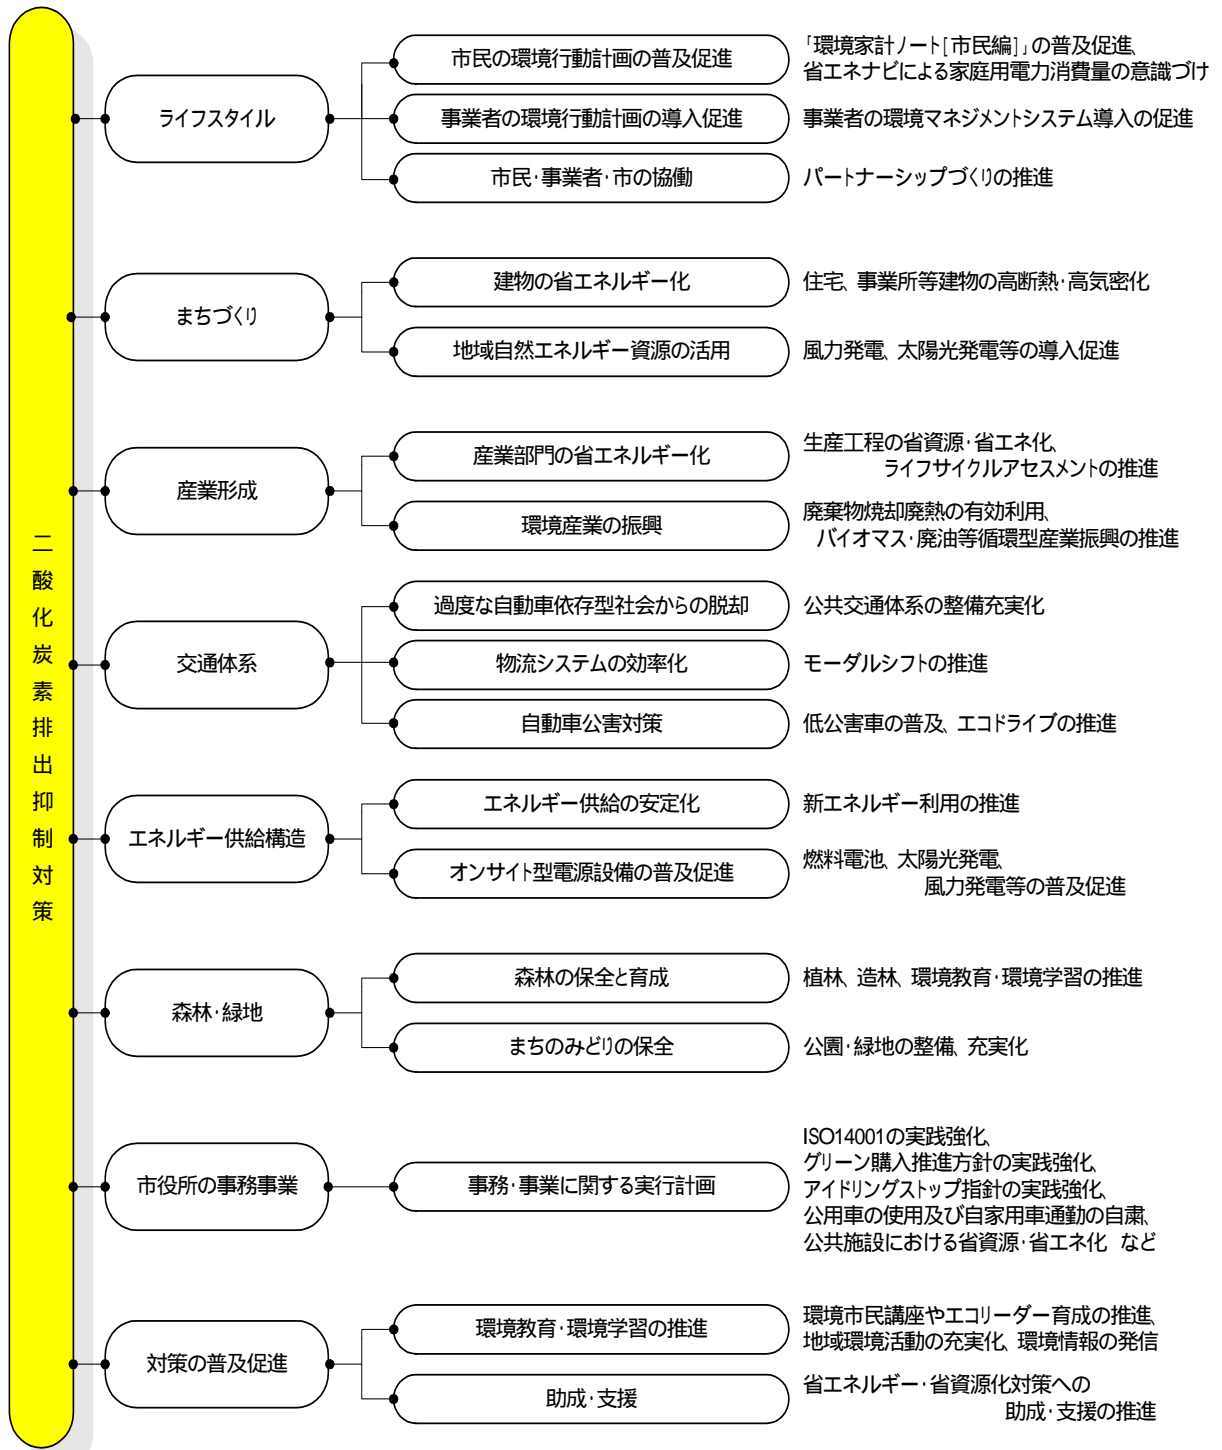 二酸化炭素排出抑制対策
ライフスタイル
市民の環境行動計画の普及促進
「環境家計ノート[市民編]」の普及促進、
省エネナビによる家庭用電力消費量の意識づけ
事業者の環境行動計画の導入促進
事業者の環境マネジメントシステム導入の促進
市民・事業者・市の協働
パートナーシップづくりの推進
まちづくり
建物の省エネルギー化
住宅、事業所等建物の高断熱・高気密化
地域自然エネルギー資源の活用
風力発電、太陽光発電等の導入促進
産業形成
産業部門の省エネルギー化
生産工程の省資源・省エネ化、
ライフサイクルアセスメントの推進
環境産業の振興
廃棄物焼却廃熱の有効利用、
バイオマス・廃油等循環型産業振興の推進
交通体系
過度な自動車依存型社会からの脱却
公共交通体系の整備充実化
物流システムの効率化
モーダルシフトの推進
自動車公害対策
低公害車の普及、エコドライブの推進
エネルギー供給構造
エネルギー供給の安定化
新エネルギー利用の推進
オンサイト型電源設備の普及促進
燃料電池、太陽光発電、
風力発電等の普及促進
森林・緑地
森林の保全と育成
植林、造林、環境教育・環境学習の推進
まちのみどりの保全
公園・緑地の整備、充実化
市役所の事務事業
事務・事業に関する実行計画
ISO14001の実践強化、
グリーン購入推進方針の実践強化、
アイドリングストップ指針の実践強化、
公用車の使用及び自家用車通勤の自粛、
公共施設における省資源・省エネ化 など
対策の普及促進
環境教育・環境学習の推進
環境市民講座やエコリーダー育成の推進、
地域環境活動の充実化、環境情報の発信
助成・支援
省エネルギー・省資源化対策への
助成・支援の推進